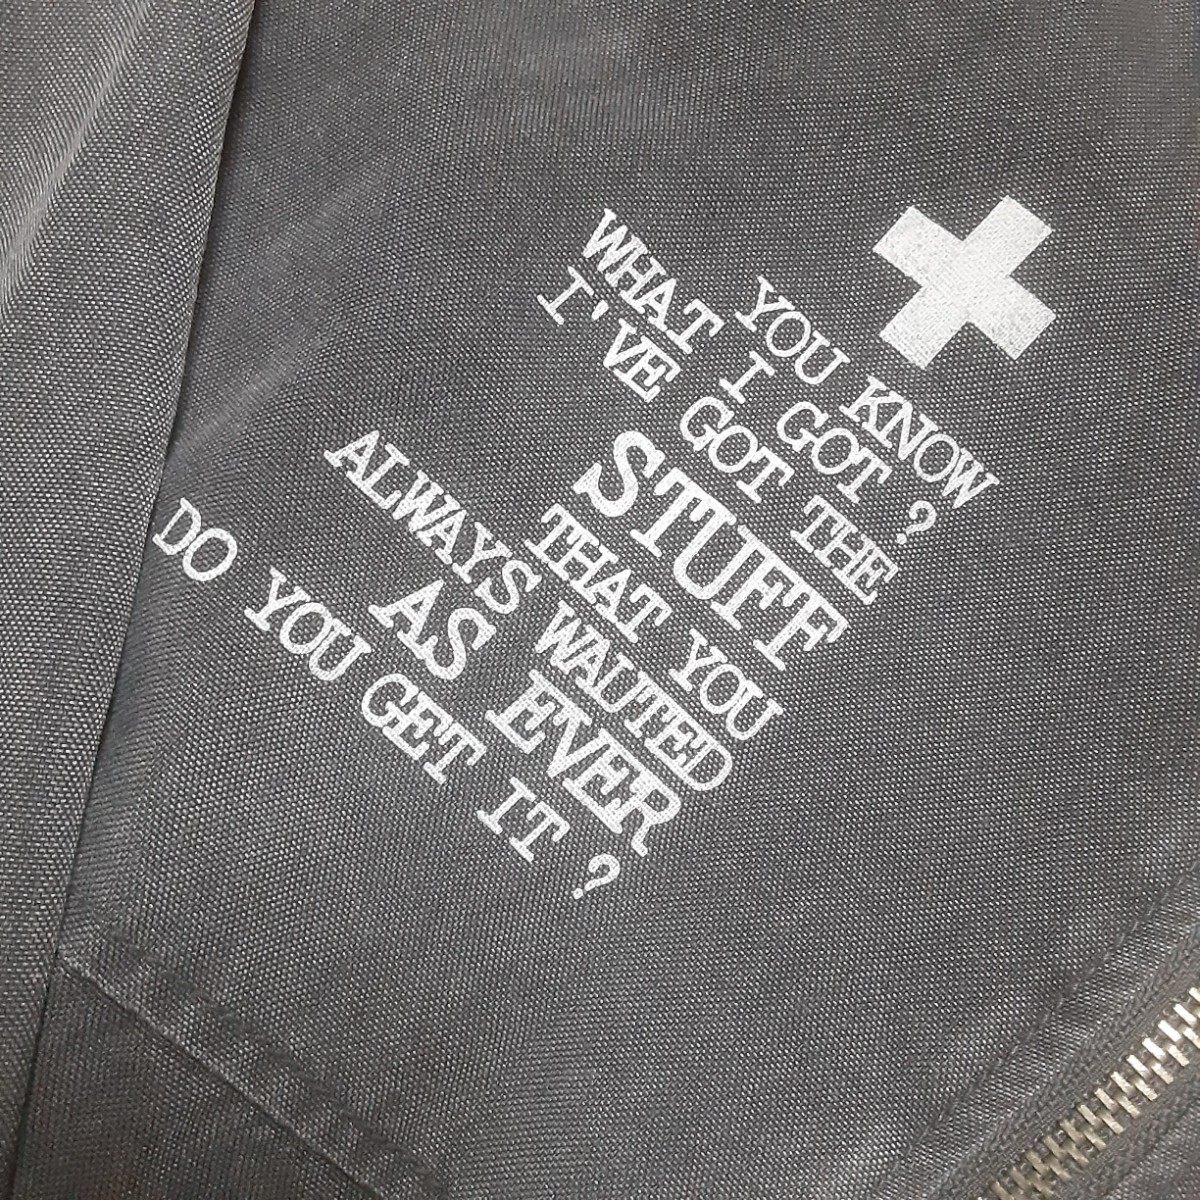 YOU KNOW
WHAT I GOT ?
I'VE GOT THE
STUFF
THAT YOU
ALWAYS WAUTED
AS EVER
DO YOU GET IT ?